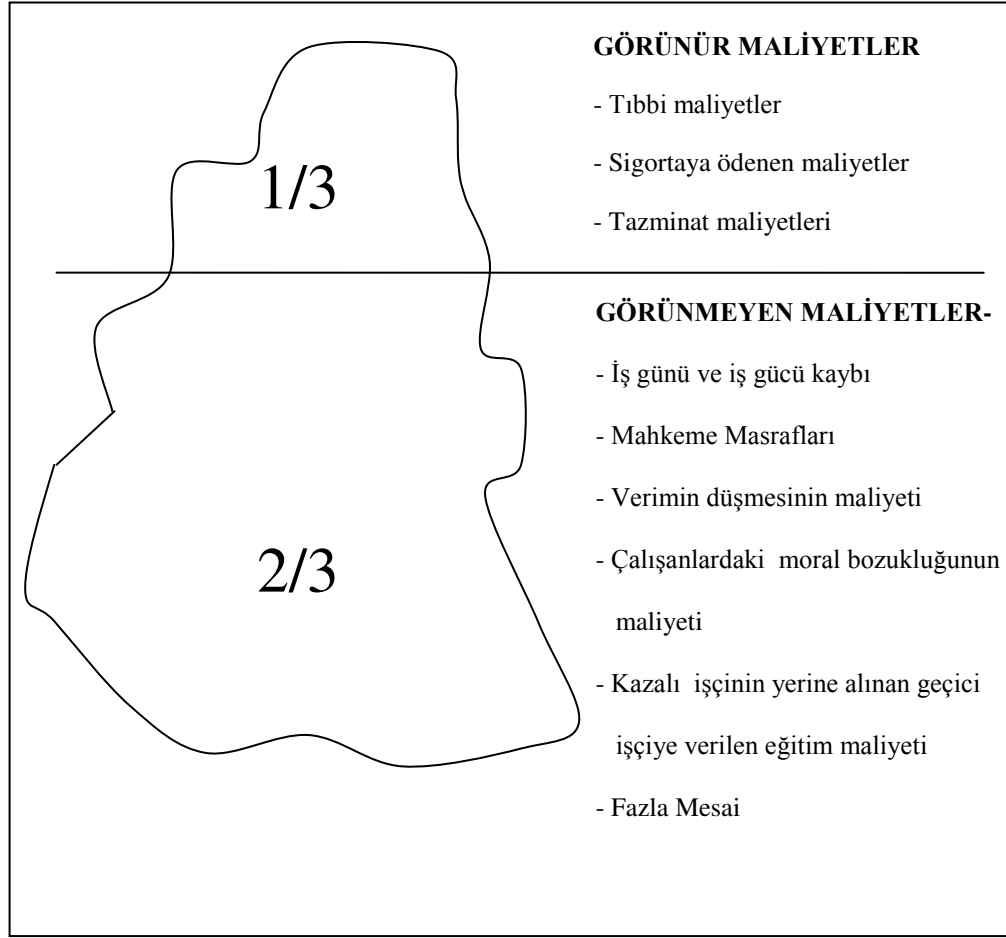 GÖRÜNÜR MALİYETLER
- Tıbbi maliyetler
- Sigortaya ödenen maliyetler
- Tazminat maliyetleri
1/3
GÖRÜNMEYEN MALİYETLER-
- İş günü ve iş gücü kaybı
- Mahkeme Masrafları
- Verimin düşmesinin maliyeti
- Çalışanlardaki moral bozukluğunun
maliyeti
- Kazalı işçinin yerine alınan geçici
işçiye verilen eğitim maliyeti
- Fazla Mesai
2/3